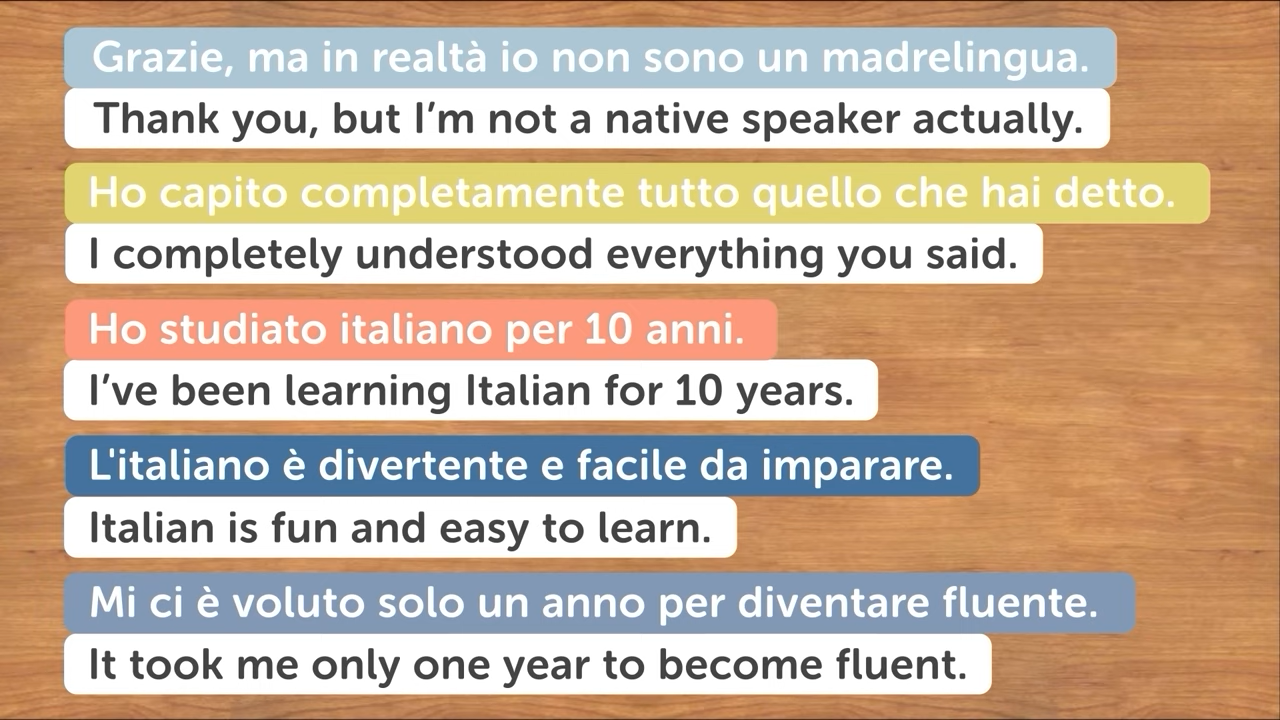 Grazie, ma in realtà io non sono un madrelingua.
Thank you, but I’m not a native speaker actually.
Ho capito completamente tutto quello che hai detto.
I completely understood everything you said.
Ho studiato italiano per 10 anni.
I’ve been learning Italian for 10 years.
L'italiano è divertente e facile da imparare.
Italian is fun and easy to learn.
Mi ci è voluto solo un anno per diventare fluente.
It took me only one year to become fluent.